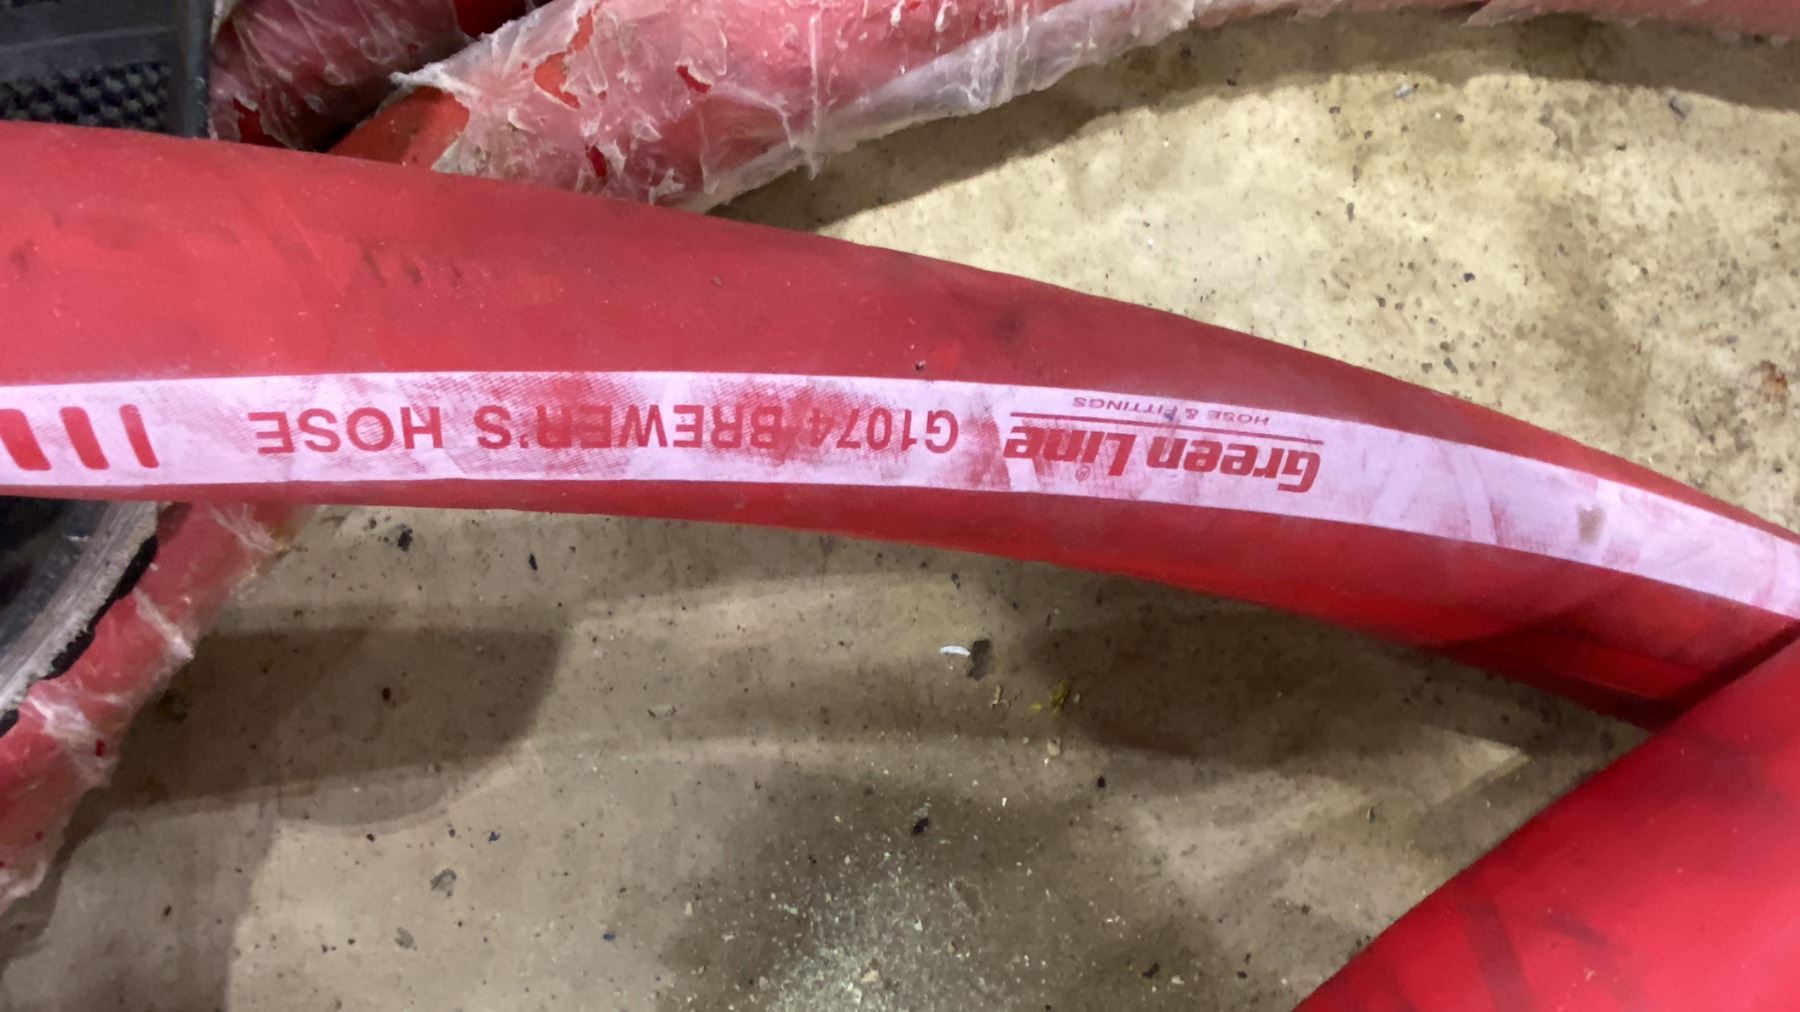 Green Line
HOSE & FITTINGS
G1074 BREWER'S HOSE